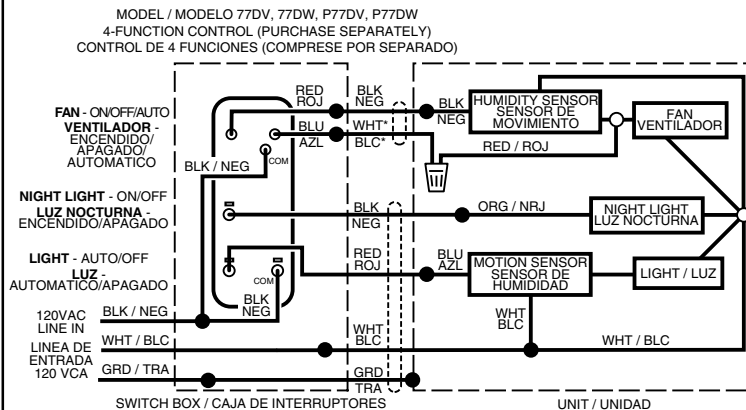 MODEL / MODELO 77DV, 77DW, P77DV, P77DW
4-FUNCTION CONTROL (PURCHASE SEPARATELY)
CONTROL DE 4 FUNCIONES (COMPRESE POR SEPARADO)
FAN - ON/OFF/AUTO
VENTILADOR -
ENCENDIDO/
APAGADO/
AUTOMATICO
NIGHT LIGHT - ON/OFF
LUZ NOCTURNA -
ENCENDIDO/APAGADO
LIGHT - AUTO/OFF
LUZ -
AUTOMATICO/APAGADO
120VAC
LINE IN
LINEA DE
ENTRADA
120 VCA
BLK / NEG
WHT / BLC
GRD / TRA
BLK / NEG
COM
COM
BLK
NEG
RED
ROJ
BLU
AZL
BLK
NEG
WHT*
BLC*
BLK
NEG
RED
ROJ
WHT
BLC
GRD
TRA
BLK
NEG
HUMIDITY SENSOR
SENSOR DE
MOVIMIENTO
FAN
VENTILADOR
RED / ROJ
ORG / NRJ
NIGHT LIGHT
LUZ NOCTURNA
BLU
AZL
MOTION SENSOR
SENSOR DE
HUMIDIDAD
LIGHT / LUZ
WHT
BLC
WHT / BLC
SWITCH BOX / CAJA DE INTERRUPTORES
UNIT / UNIDAD